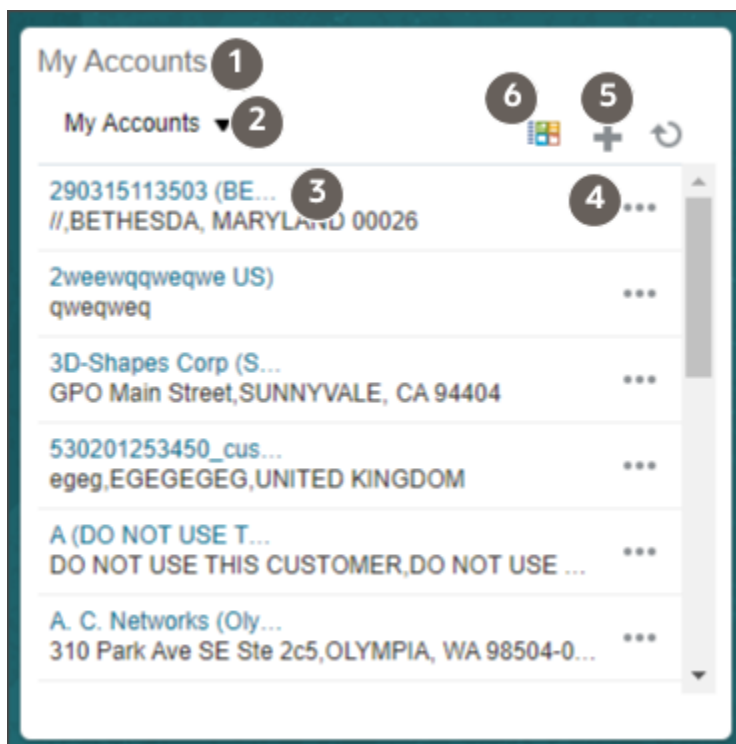 My Accounts 1
My Accounts 2 6 5
290315113503 (BE... 3 4
//,BETHESDA, MARYLAND 00026
2weewqqweqwe US)
qweqweq
3D-Shapes Corp (S...
GPO Main Street,SUNNYVALE, CA 94404
530201253450_cus...
egeg,EGEGEGEG,UNITED KINGDOM
A (DO NOT USE T...
DO NOT USE THIS CUSTOMER,DO NOT USE ...
A. C. Networks (Oly...
310 Park Ave SE Ste 2c5,OLYMPIA, WA 98504-0...